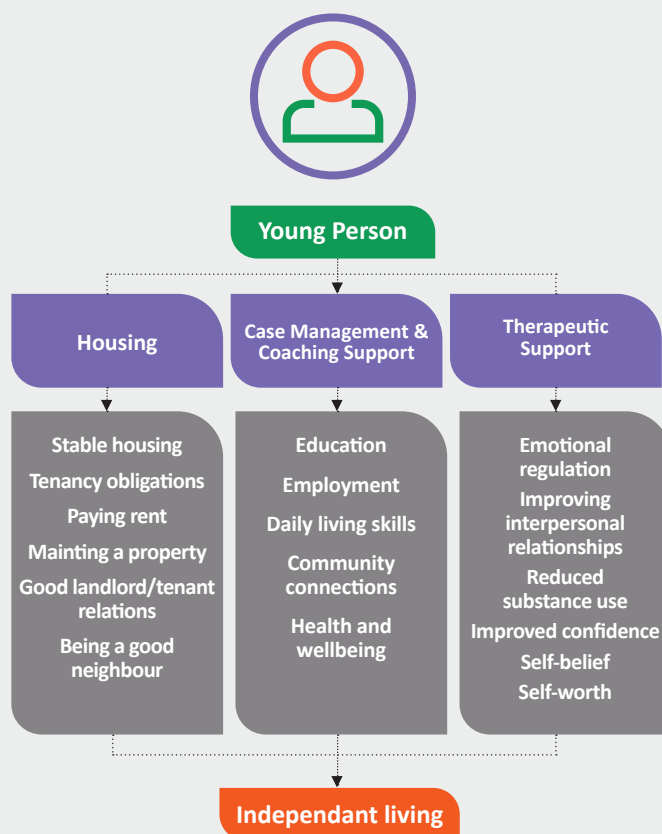 Young Person
Housing
Case Management &
Coaching Support
Therapeutic
Support
Stable housing
Tenancy obligations
Paying rent
Mainting a property
Good landlord/tenant
relations
Being a good
neighbour
Education
Employment
Daily living skills
Community
connections
Health and
wellbeing
Emotional
regulation
Improving
interpersonal
relationships
Reduced
substance use
Improved confidence
Self-belief
Self-worth
Independant living